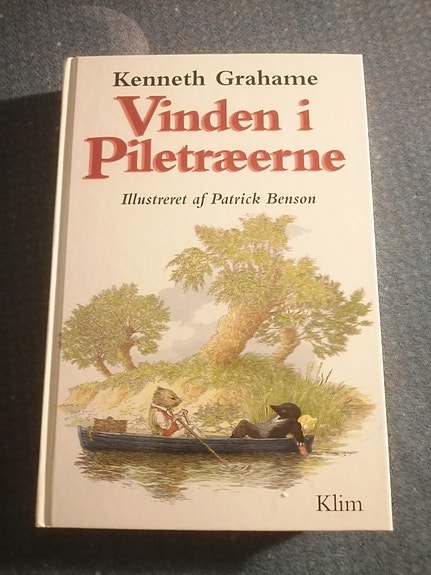 Kenneth Grahame
Vinden i
Piletræerne
Illustreret af Patrick Benson
Klim